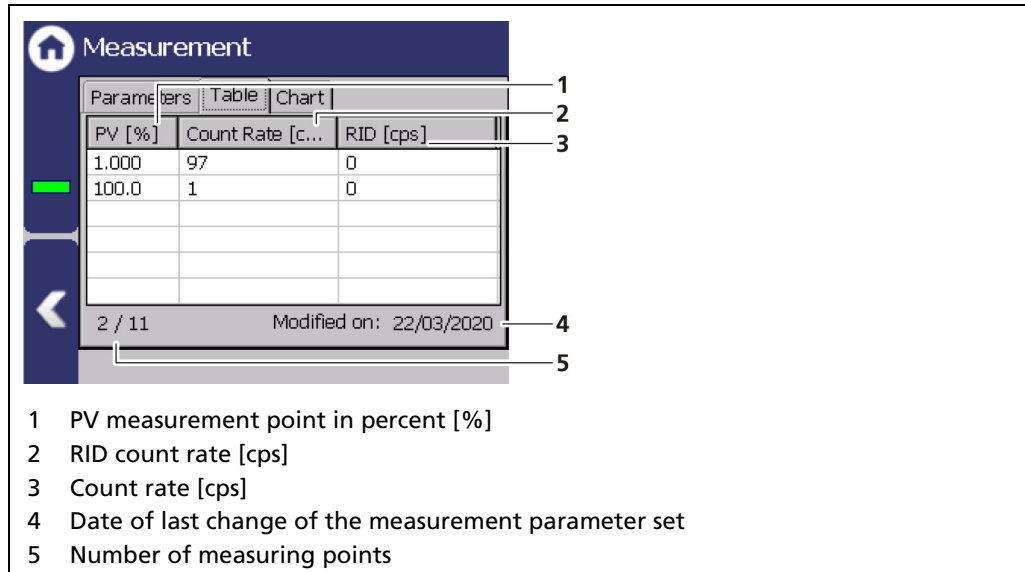 Measurement
Parameters Table Chart
PV [%] Count Rate [c... RID [cps]
1.000 97 0
100.0 1 0
2 / 11 Modified on: 22/03/2020
1
2
3
4
5
1 PV measurement point in percent [%]
2 RID count rate [cps]
3 Count rate [cps]
4 Date of last change of the measurement parameter set
5 Number of measuring points